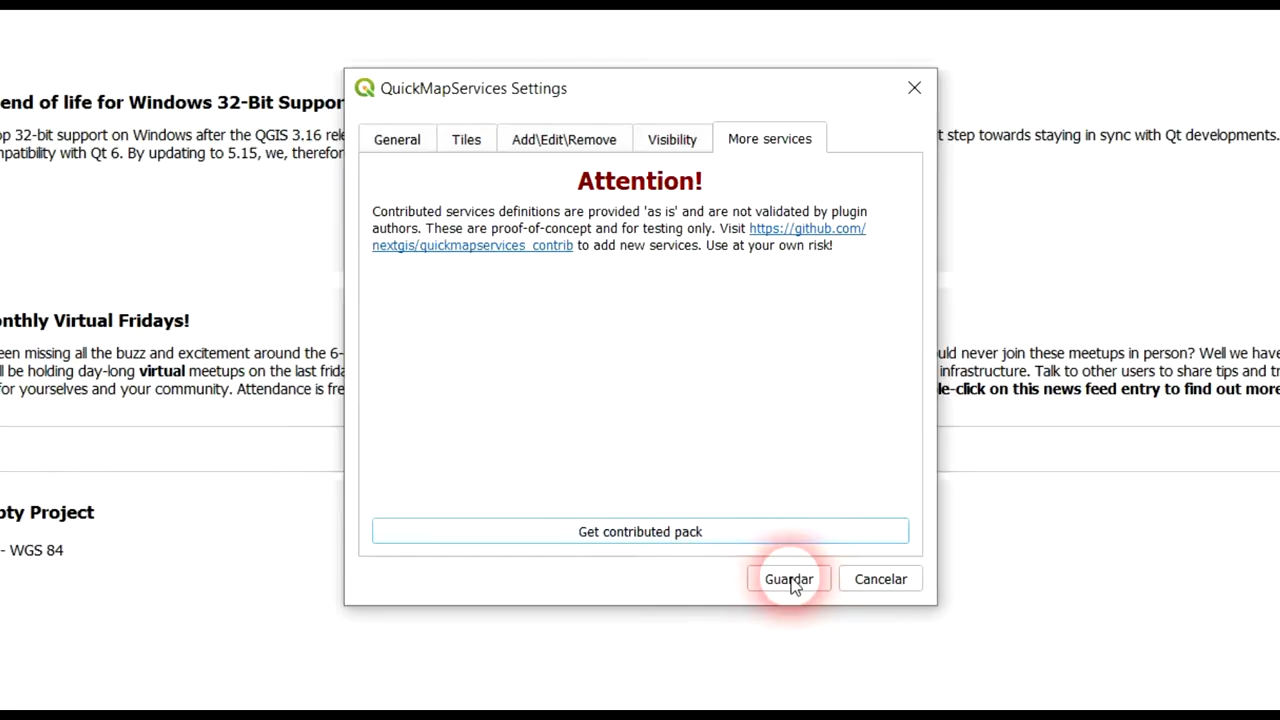 QuickMapServices Settings
end of life for Windows 32-Bit Suppor
op 32-bit support on Windows after the QGIS 3.16 rele
t step towards staying in sync with Qt developments.
mpatibility with Qt 6. By updating to 5.15, we, therefor
General
Tiles
Add\Edit\Remove
Visibility
More services
Attention!
Contributed services definitions are provided 'as is' and are not validated by plugin
authors. These are proof-of-concept and for testing only. Visit https://github.com/
nextgis/quickmapservices_contrib to add new services. Use at your own risk!
onthly Virtual Fridays!
een missing all the buzz and excitement around the 6-
uld never join these meetups in person? Well we have
ll be holding day-long virtual meetups on the last frida
infrastructure. Talk to other users to share tips and tr
for yourselves and your community. Attendance is fre
le-click on this news feed entry to find out more
pty Project
- WGS 84
Get contributed pack
Guardar
Cancelar